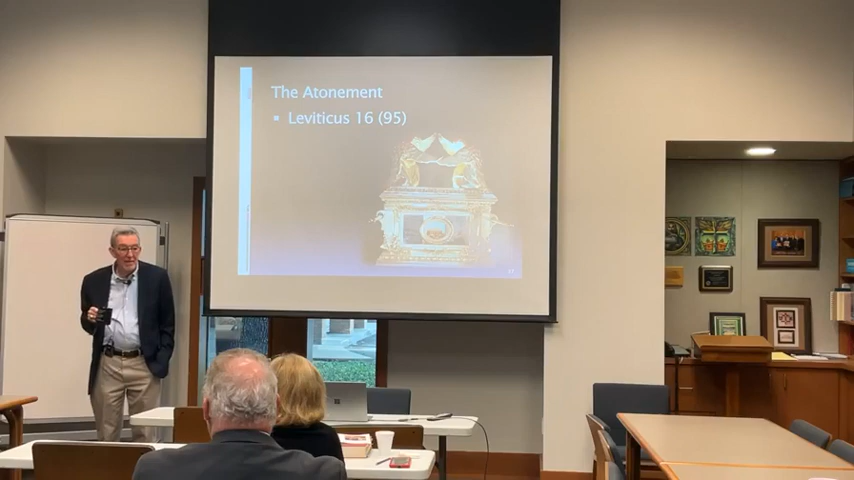 The Atonement
▪ Leviticus 16 (95)